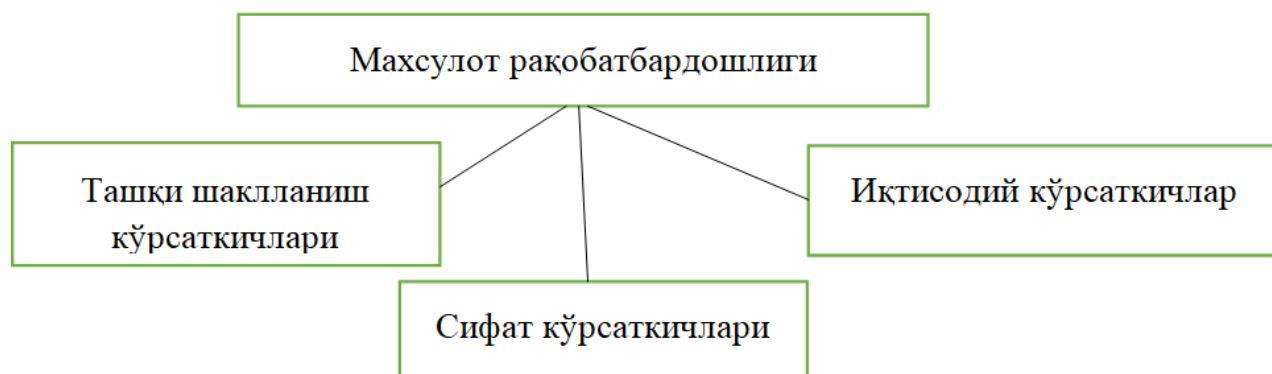 Махсулот рақобатбардошлиги
Ташқи шаклланиш
кўрсаткичлари
Иқтисодий кўрсаткичлар
Сифат кўрсаткичлари